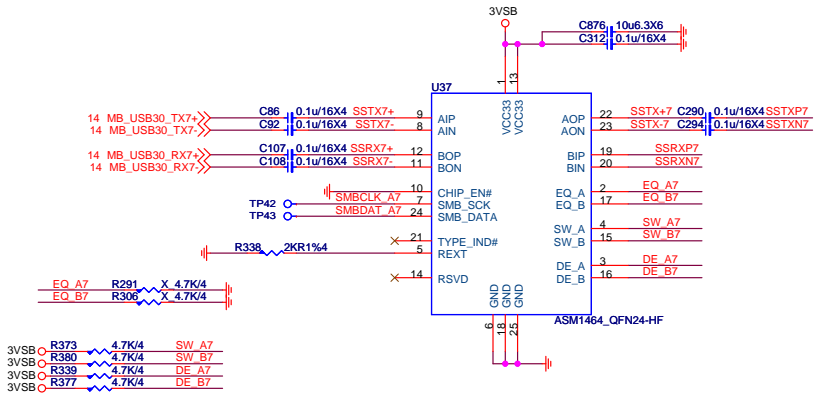 3VSB
C876 10u6.3X6
C312 0.1u/16X4
U37
1 13
VCC33 VCC33
14 MB_USB30_TX7+ C86 0.1u/16X4 SSTX7+ 9 AIP
14 MB_USB30_TX7- C92 0.1u/16X4 SSTX7- 8 AIN
AOP 22 SSTX+7 C290 0.1u/16X4 SSTXP7
AON 23 SSTX-7 C294 0.1u/16X4 SSTXN7
14 MB_USB30_RX7+ C107 0.1u/16X4 SSRX7+ 12 BOP
14 MB_USB30_RX7- C108 0.1u/16X4 SSRX7- 11 BON
BIP 19 SSRXP7
BIN 20 SSRXN7
10 CHIP_EN#
TP42 SMBCLK_A7 7 SMB_SCK
TP43 SMBDAT_A7 24 SMB_DATA
EQ_A 2 EQ_A7
EQ_B 17 EQ_B7
SW_A 4 SW_A7
SW_B 15 SW_B7
21 TYPE_IND#
R338 2KR1%4 5 REXT
DE_A 3 DE_A7
DE_B 16 DE_B7
14 RSVD
GND GND GND
6 18 25
ASM1464_QFN24-HF
EQ_A7 R291 X_4.7K/4
EQ_B7 R306 X_4.7K/4
3VSB R373 4.7K/4 SW_A7
3VSB R380 4.7K/4 SW_B7
3VSB R339 4.7K/4 DE_A7
3VSB R377 4.7K/4 DE_B7